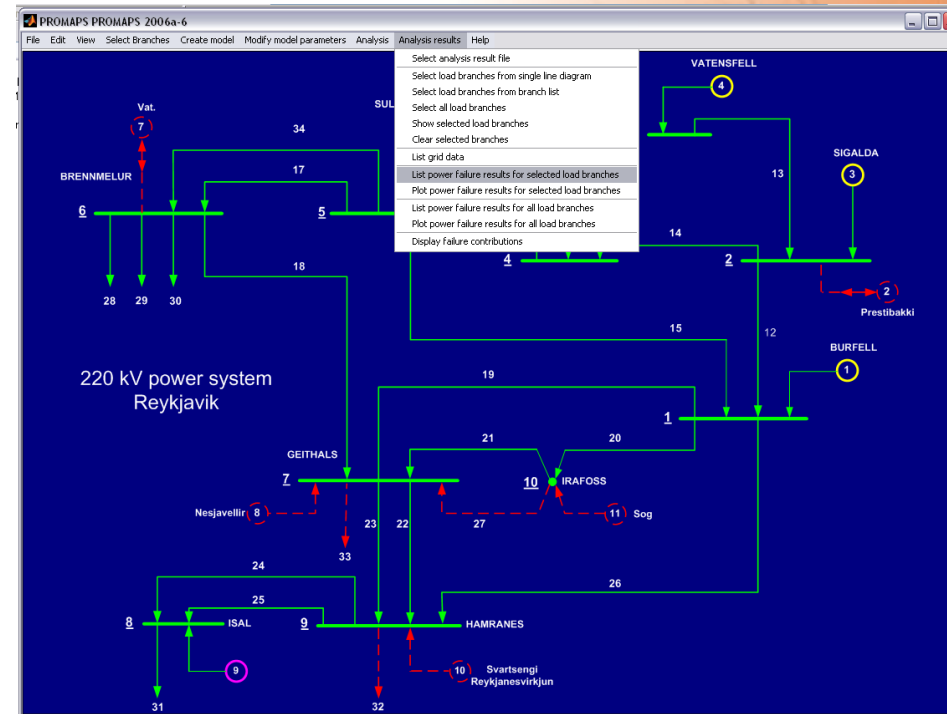 PROMAPS PROMAPS 2006a-6
File Edit View Select Branches Create model Modify model parameters Analysis Analysis results Help
Select analysis result file
Select load branches from single line diagram
Select load branches from branch list
Select all load branches
Show selected load branches
Clear selected branches
List grid data
List power failure results for selected load branches
Plot power failure results for selected load branches
List power failure results for all load branches
Plot power failure results for all load branches
Display failure contributions
VATENSFELL
4
Vat.
7
SUL
34
SIGALDA
3
13
BRENNMELUR
17
6
5
14
4
2
18
28
29
30
2
Prestibakki
15
12
BURFELL
1
220 kV power system
Reykjavik
19
1
21
20
GEITHALS
7
10
IRAFOSS
Nesjavellir
8
23
22
27
11
Sog
33
24
26
25
8
ISAL
9
HAMRANES
9
10
Svartsengi
Reykjanesvirkjun
31
32